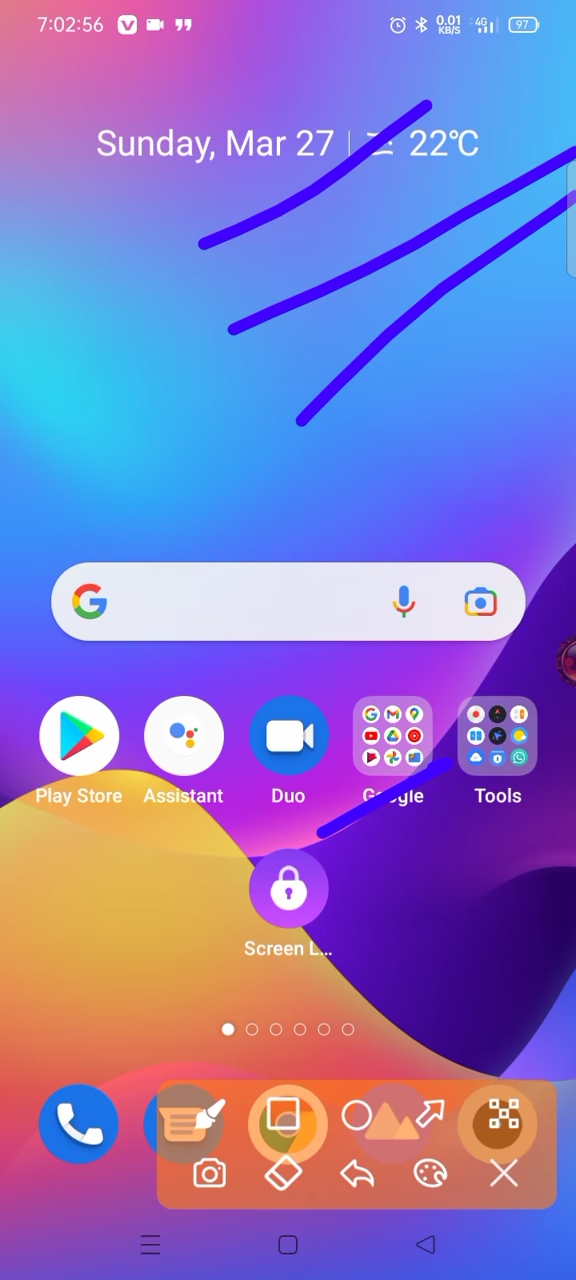 7:02:56 0.01 KB/S 4G 97
Sunday, Mar 27 | 22°C
Play Store Assistant Duo Google Tools
Screen L...